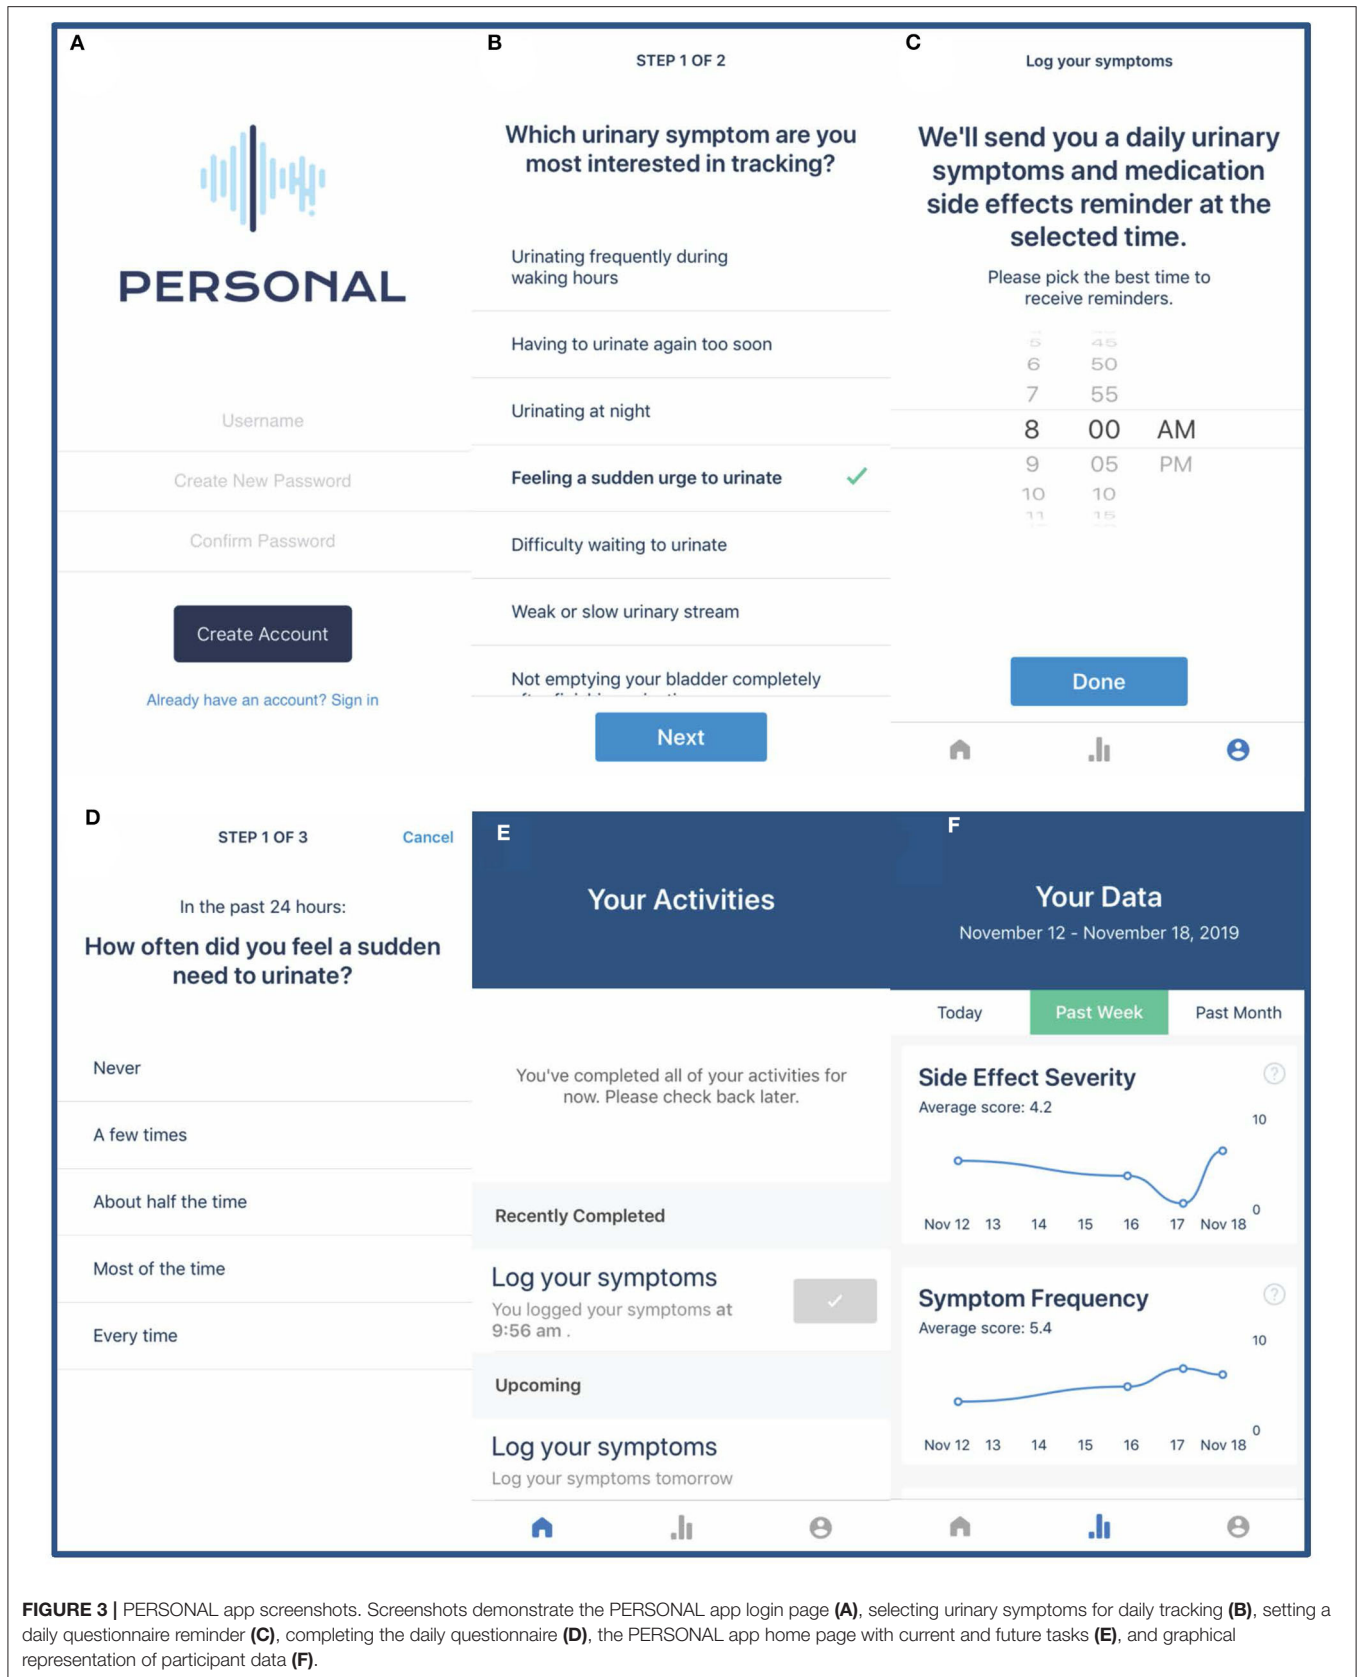 A
PERSONAL
Username
Create New Password
Confirm Password
Create Account
Already have an account? Sign in
B
STEP 1 OF 2
Which urinary symptom are you
most interested in tracking?
Urinating frequently during
waking hours
Having to urinate again too soon
Urinating at night
Feeling a sudden urge to urinate
Difficulty waiting to urinate
Weak or slow urinary stream
Not emptying your bladder completely
Next
C
Log your symptoms
We'll send you a daily urinary
symptoms and medication
side effects reminder at the
selected time.
Please pick the best time to
receive reminders.
5 45
6 50
7 55
8 00 AM
9 05 PM
10 10
11 15
Done
D
STEP 1 OF 3 Cancel
In the past 24 hours:
How often did you feel a sudden
need to urinate?
Never
A few times
About half the time
Most of the time
Every time
E
Your Activities
You've completed all of your activities for
now. Please check back later.
Recently Completed
Log your symptoms
You logged your symptoms at
9:56 am .
Upcoming
Log your symptoms
Log your symptoms tomorrow
F
Your Data
November 12 - November 18, 2019
Today Past Week Past Month
Side Effect Severity ?
Average score: 4.2
10
0
Nov 12 13 14 15 16 17 Nov 18
Symptom Frequency ?
Average score: 5.4
10
0
Nov 12 13 14 15 16 17 Nov 18
FIGURE 3 | PERSONAL app screenshots. Screenshots demonstrate the PERSONAL app login page (A), selecting urinary symptoms for daily tracking (B), setting a
daily questionnaire reminder (C), completing the daily questionnaire (D), the PERSONAL app home page with current and future tasks (E), and graphical
representation of participant data (F).